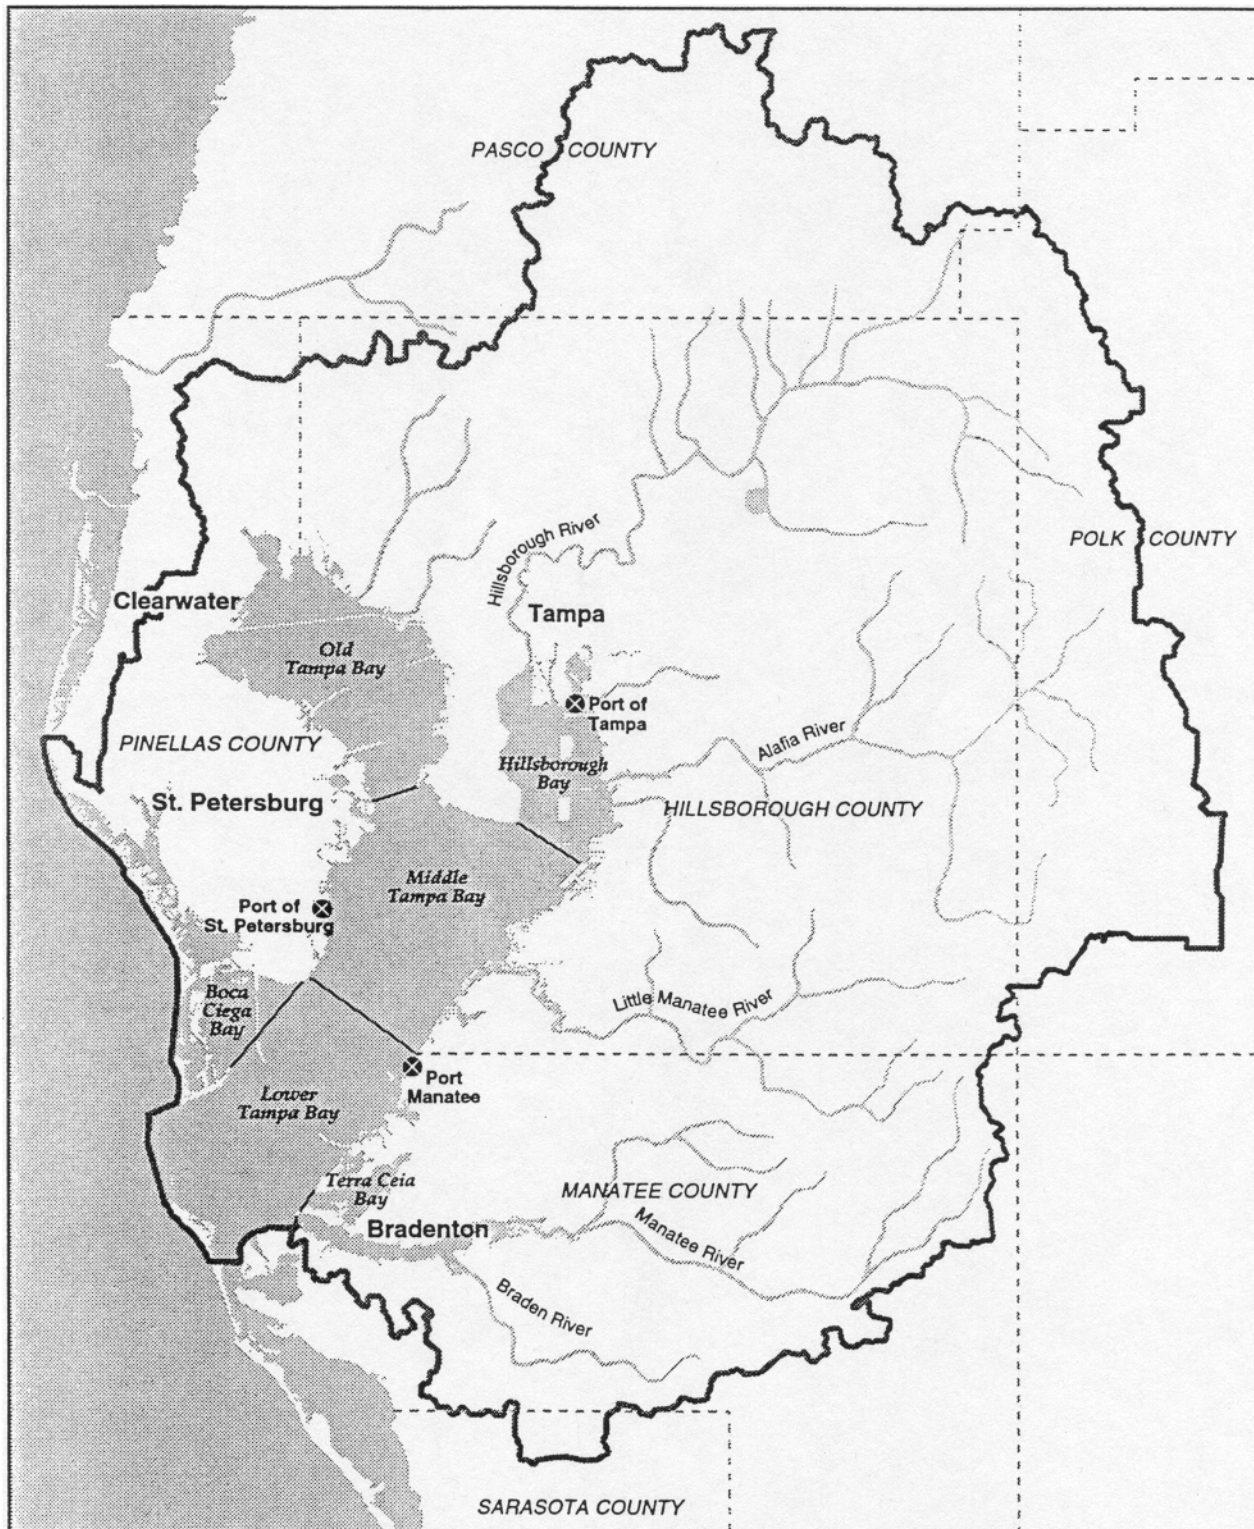 PASCO COUNTY
Hillsborough River
POLK COUNTY
Clearwater
Tampa
Old
Tampa Bay
Port of
Tampa
PINELLAS COUNTY
Hillsborough
Bay
Alafia River
St. Petersburg
HILLSBOROUGH COUNTY
Middle
Tampa Bay
Port of
St. Petersburg
Boca
Ciega
Bay
Little Manatee River
Port
Manatee
Lower
Tampa Bay
Terra Ceia
Bay
MANATEE COUNTY
Bradenton
Manatee River
Braden River
SARASOTA COUNTY